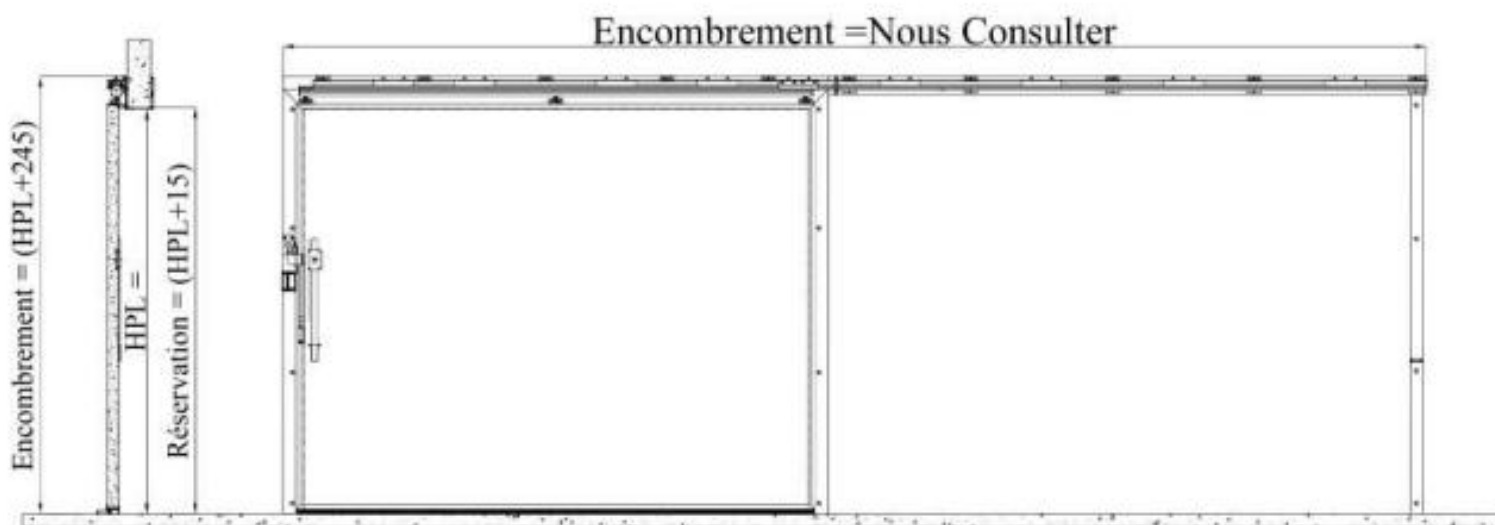 Encombrement =Nous Consulter
Encombrement = (HPL+245)
HPL =
Réservation = (HPL+15)